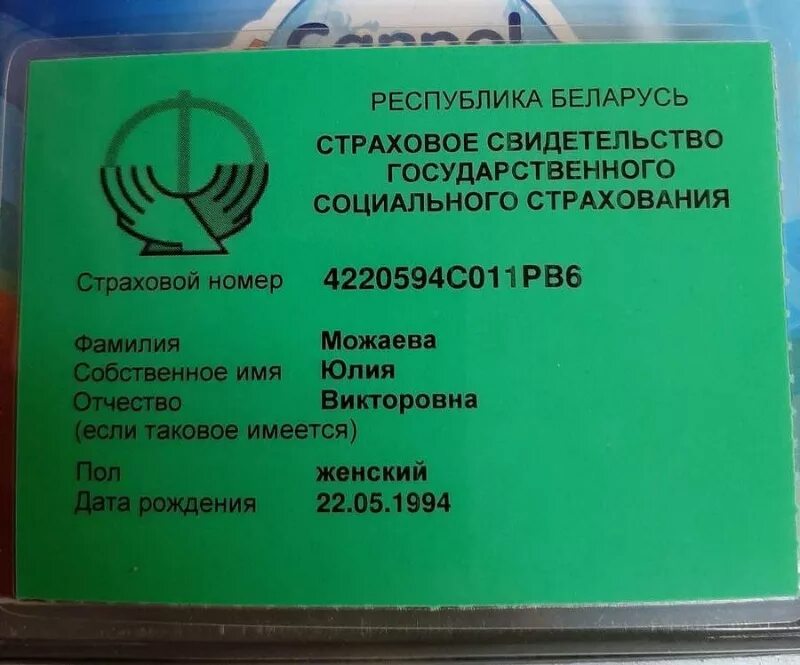 Canpol
РЕСПУБЛИКА БЕЛАРУСЬ
СТРАХОВОЕ СВИДЕТЕЛЬСТВО
ГОСУДАРСТВЕННОГО
СОЦИАЛЬНОГО СТРАХОВАНИЯ
Страховой номер 4220594C011PB6
Фамилия Можаева
Собственное имя Юлия
Отчество Викторовна
(если таковое имеется)
Пол женский
Дата рождения 22.05.1994